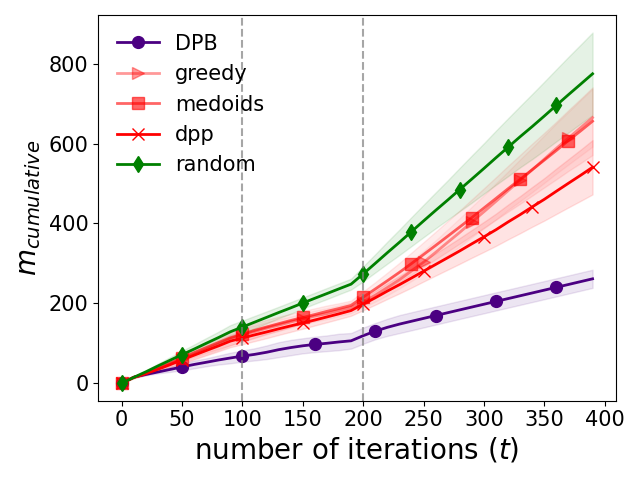 DPB
greedy
medoids
dpp
random
m_cumulative
800
600
400
200
0
0 50 100 150 200 250 300 350 400
number of iterations (t)